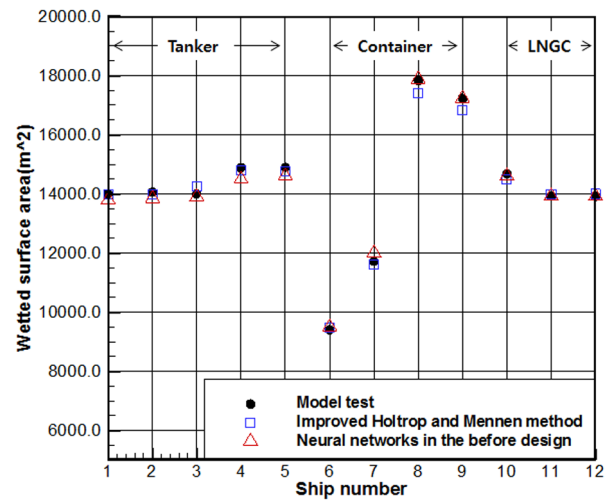 Wetted surface area(m^2)
20000.0
18000.0
16000.0
14000.0
12000.0
10000.0
8000.0
6000.0
Tanker
Container
LNGC
Model test
Improved Holtrop and Mennen method
Neural networks in the before design
1 2 3 4 5 6 7 8 9 10 11 12
Ship number